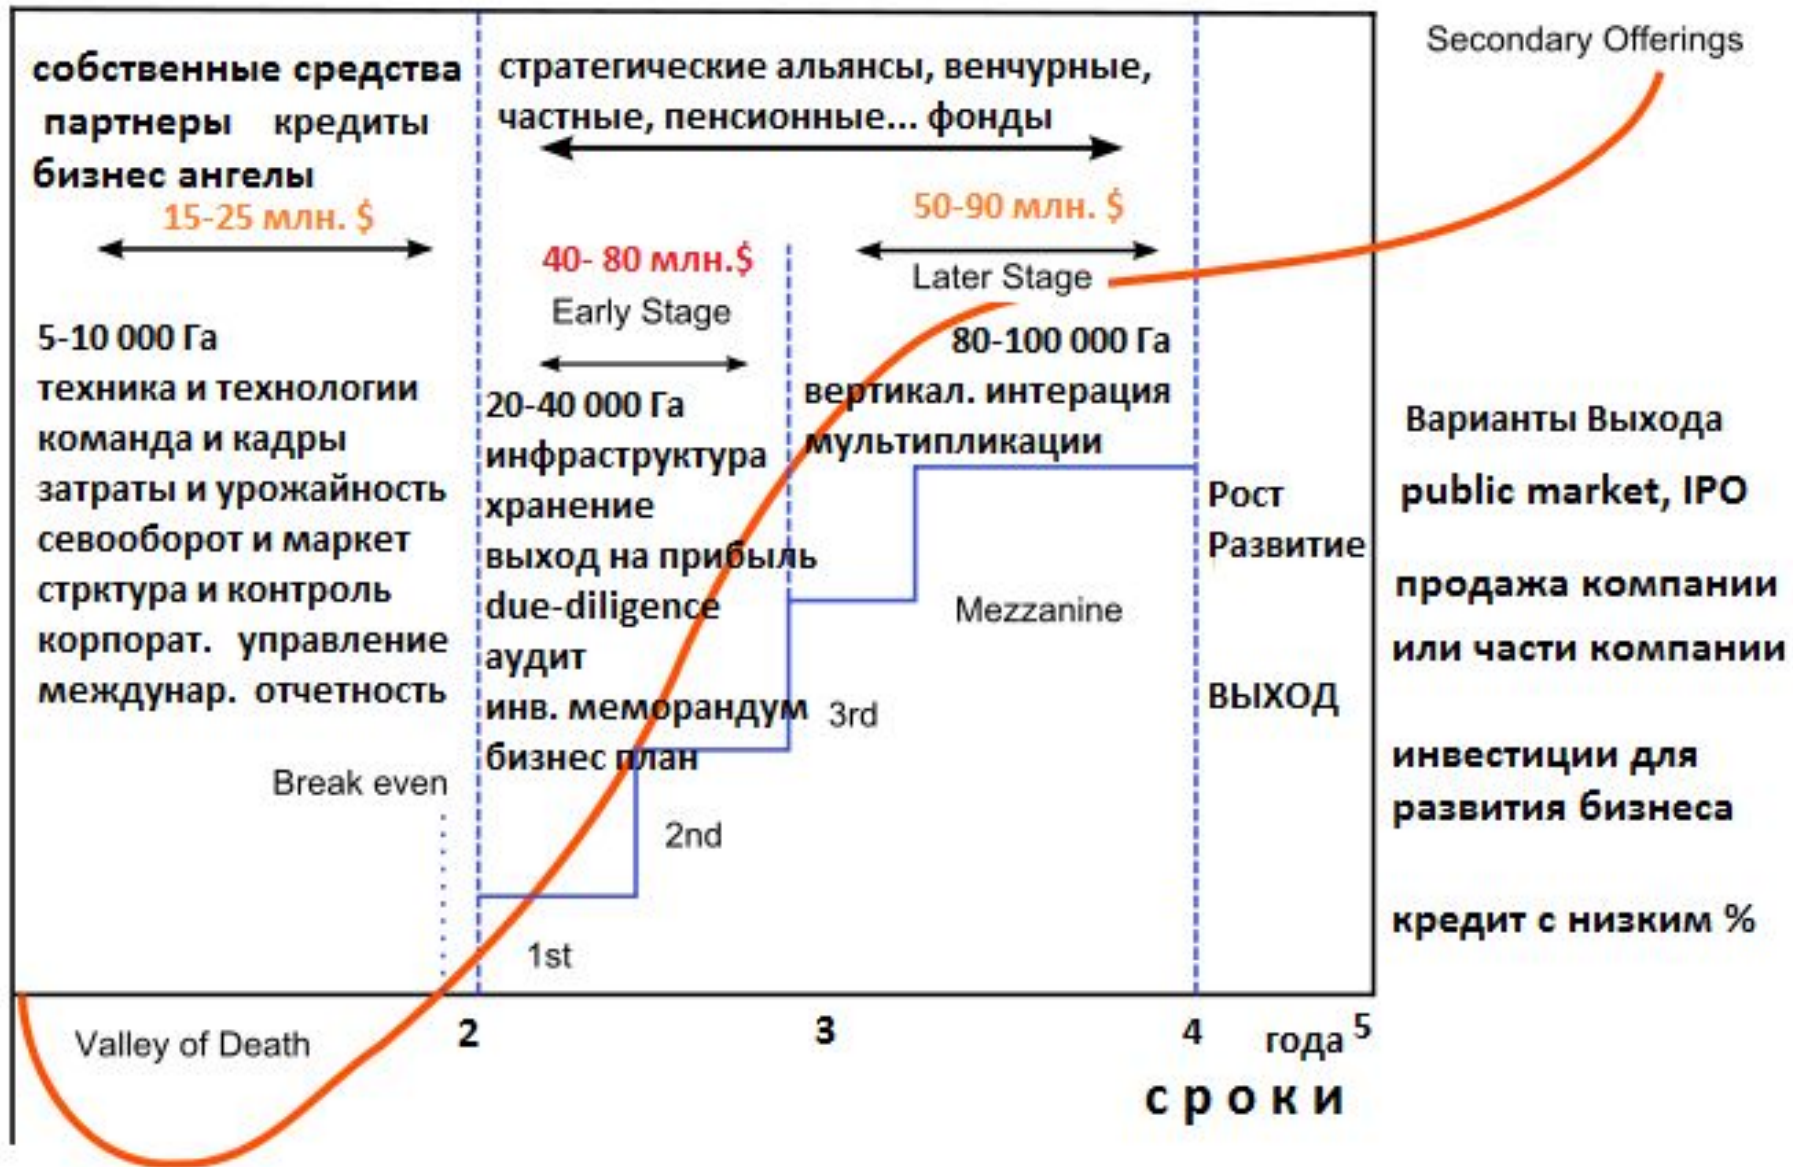 собственные средства
партнеры кредиты
бизнес ангелы
15-25 млн. $
5-10 000 Га
техника и технологии
команда и кадры
затраты и урожайность
севооборот и маркет
стрктура и контроль
корпорат. управление
междунар. отчетность
Break even
Valley of Death
стратегические альянсы, венчурные,
частные, пенсионные... фонды
40- 80 млн.$
Early Stage
20-40 000 Га
инфраструктура
хранение
выход на прибыль
due-diligence
аудит
инв. меморандум
бизнес план
1st
2nd
3rd
50-90 млн. $
Later Stage
80-100 000 Га
вертикал. интерация
мультипликации
Mezzanine
Рост
Развитие
ВЫХОД
Secondary Offerings
Варианты Выхода
public market, IPO
продажа компании
или части компании
инвестиции для
развития бизнеса
кредит с низким %
2 3 4 года 5
сроки